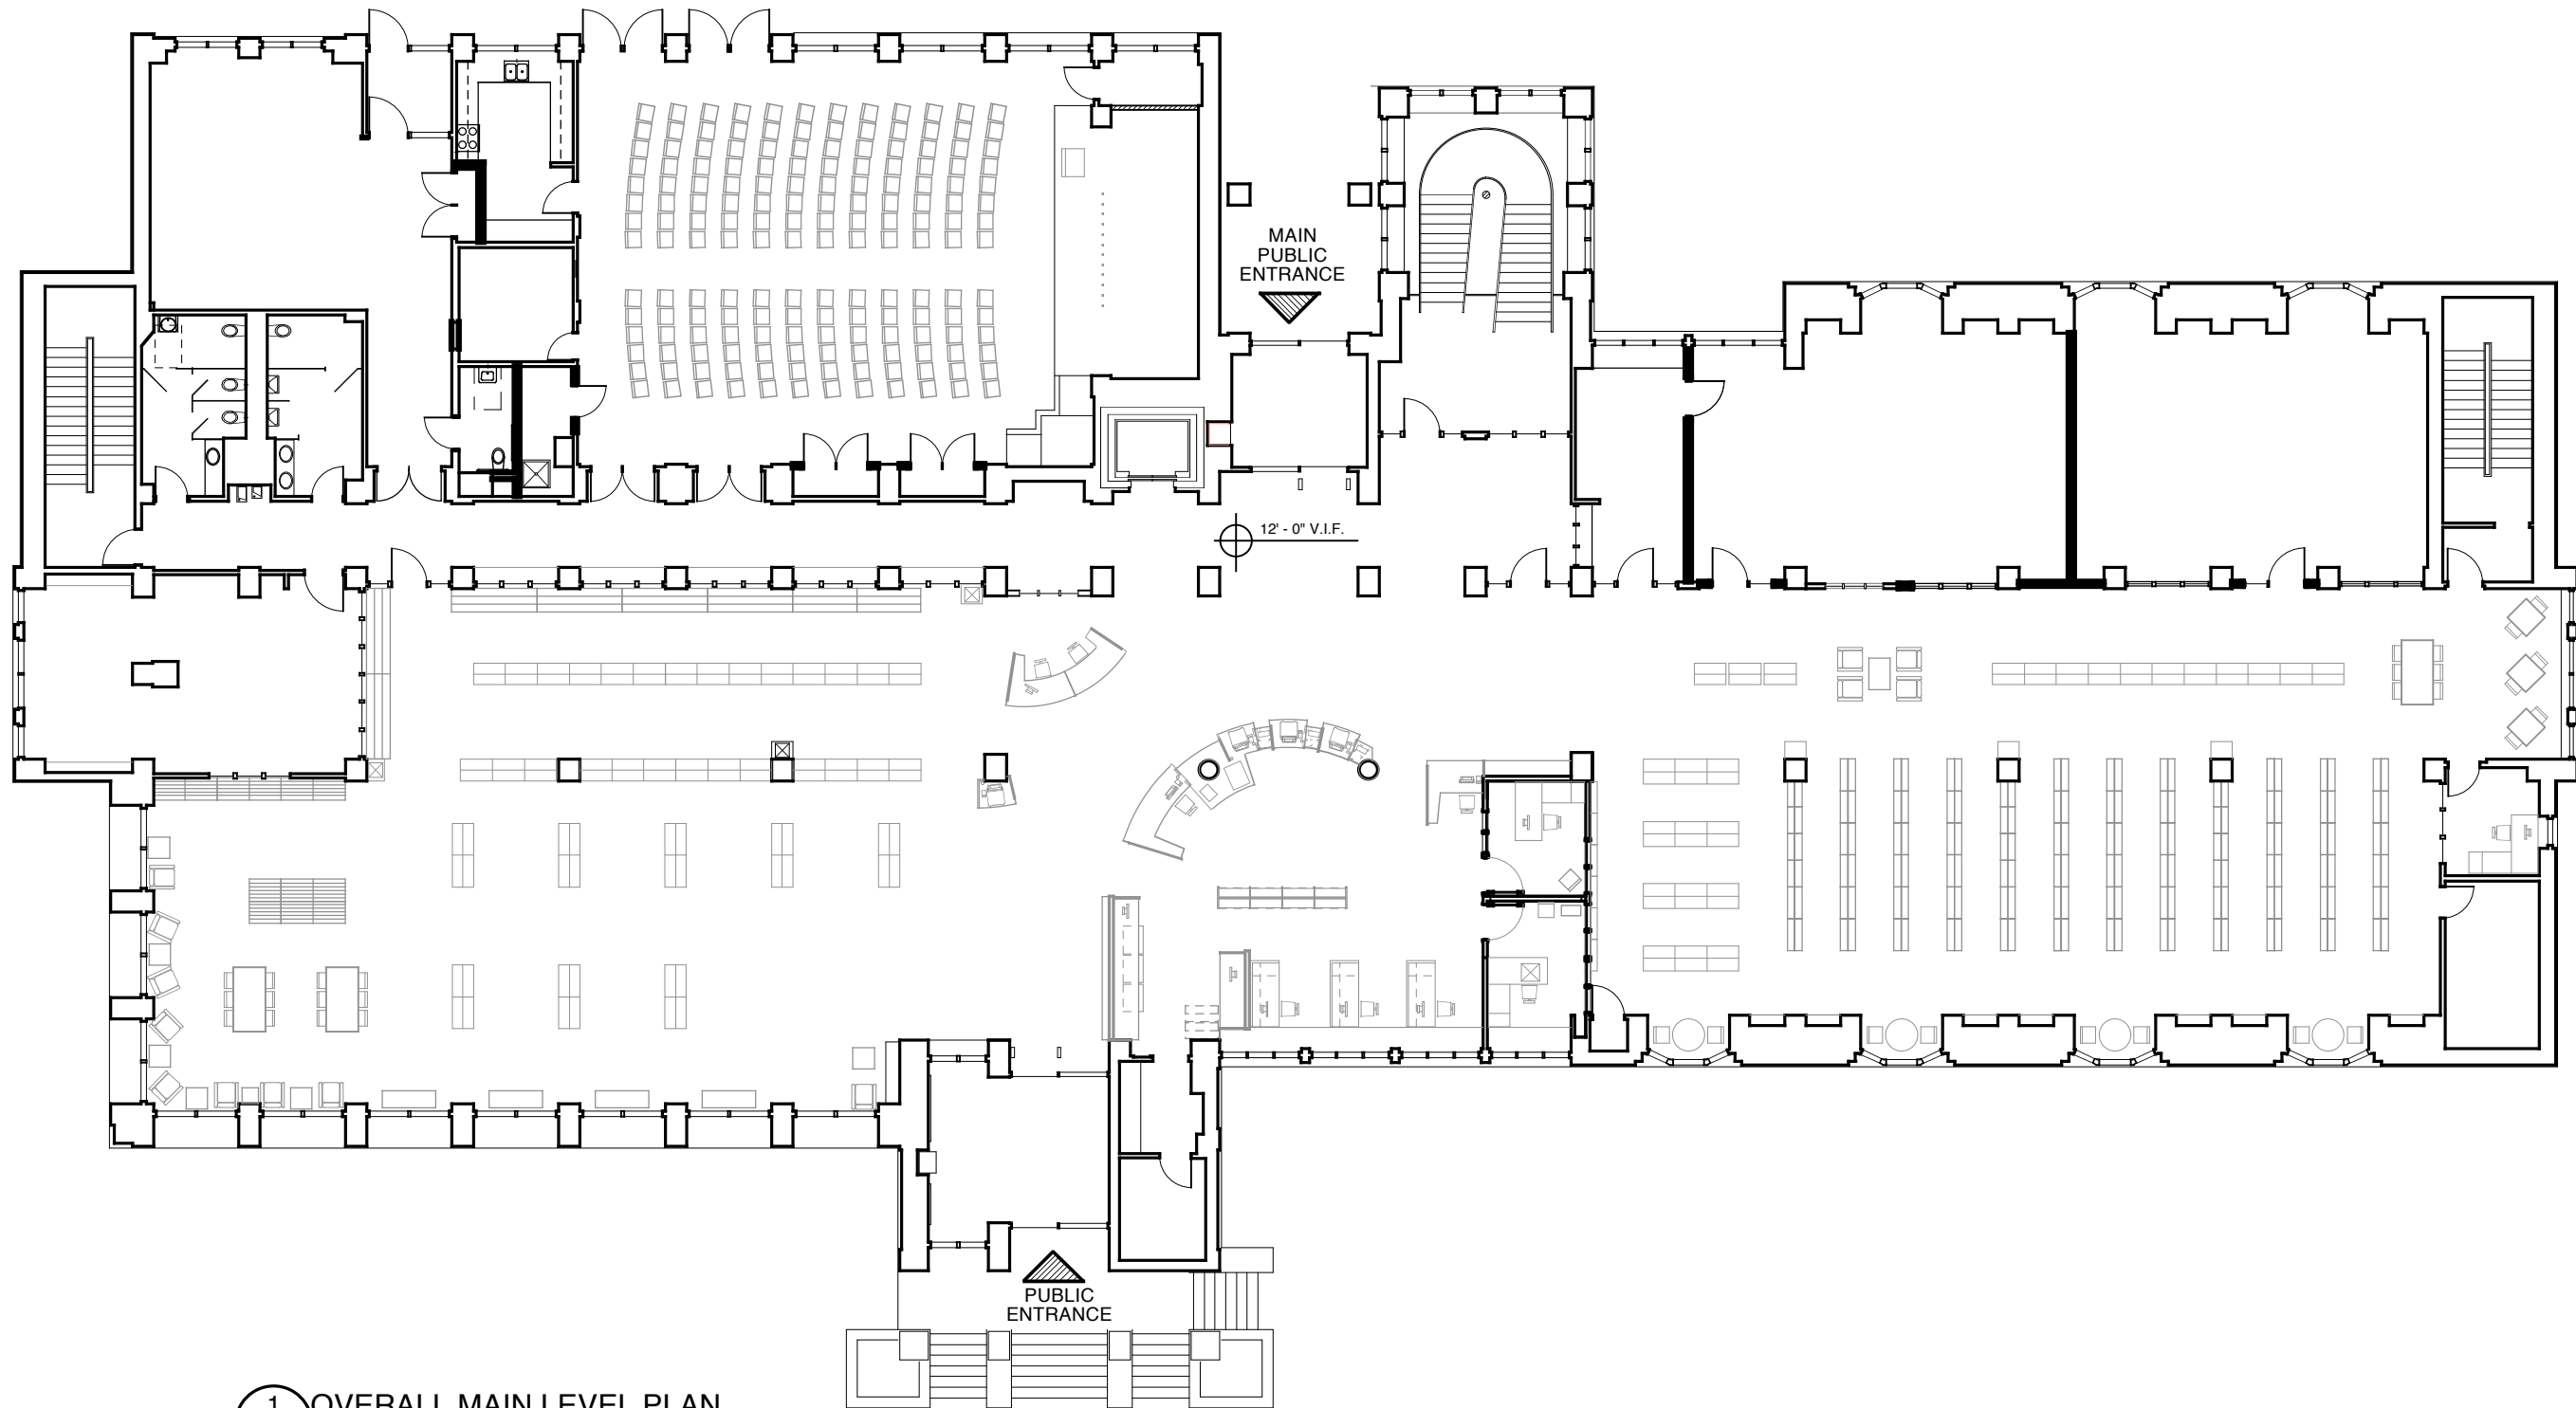 MAIN
PUBLIC
ENTRANCE
12' - 0" V.I.F.
PUBLIC
ENTRANCE
1
OVERALL MAIN LEVEL PLAN